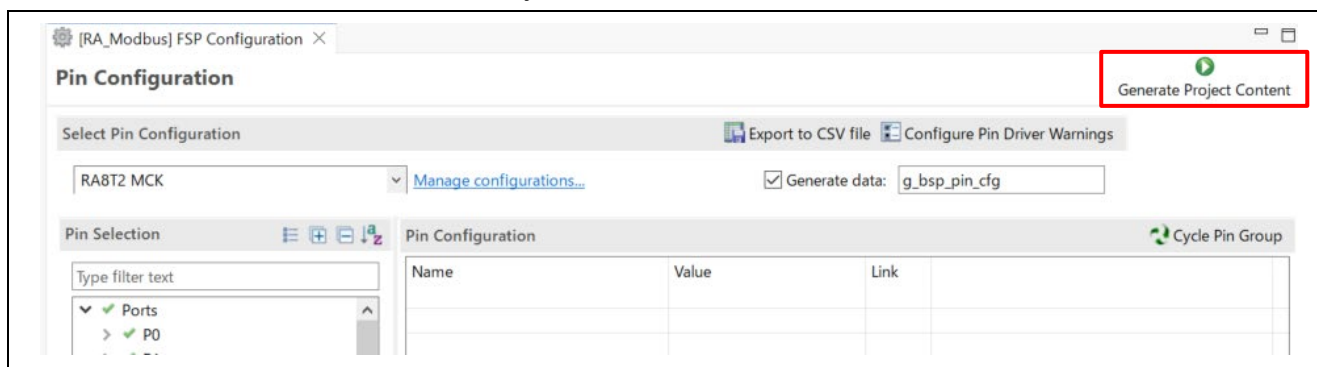 [RA_Modbus] FSP Configuration
Pin Configuration
Generate Project Content
Select Pin Configuration
Export to CSV file
Configure Pin Driver Warnings
RA8T2 MCK
Manage configurations...
Generate data:
g_bsp_pin_cfg
Pin Selection
Pin Configuration
Cycle Pin Group
Type filter text
Name
Value
Link
Ports
P0